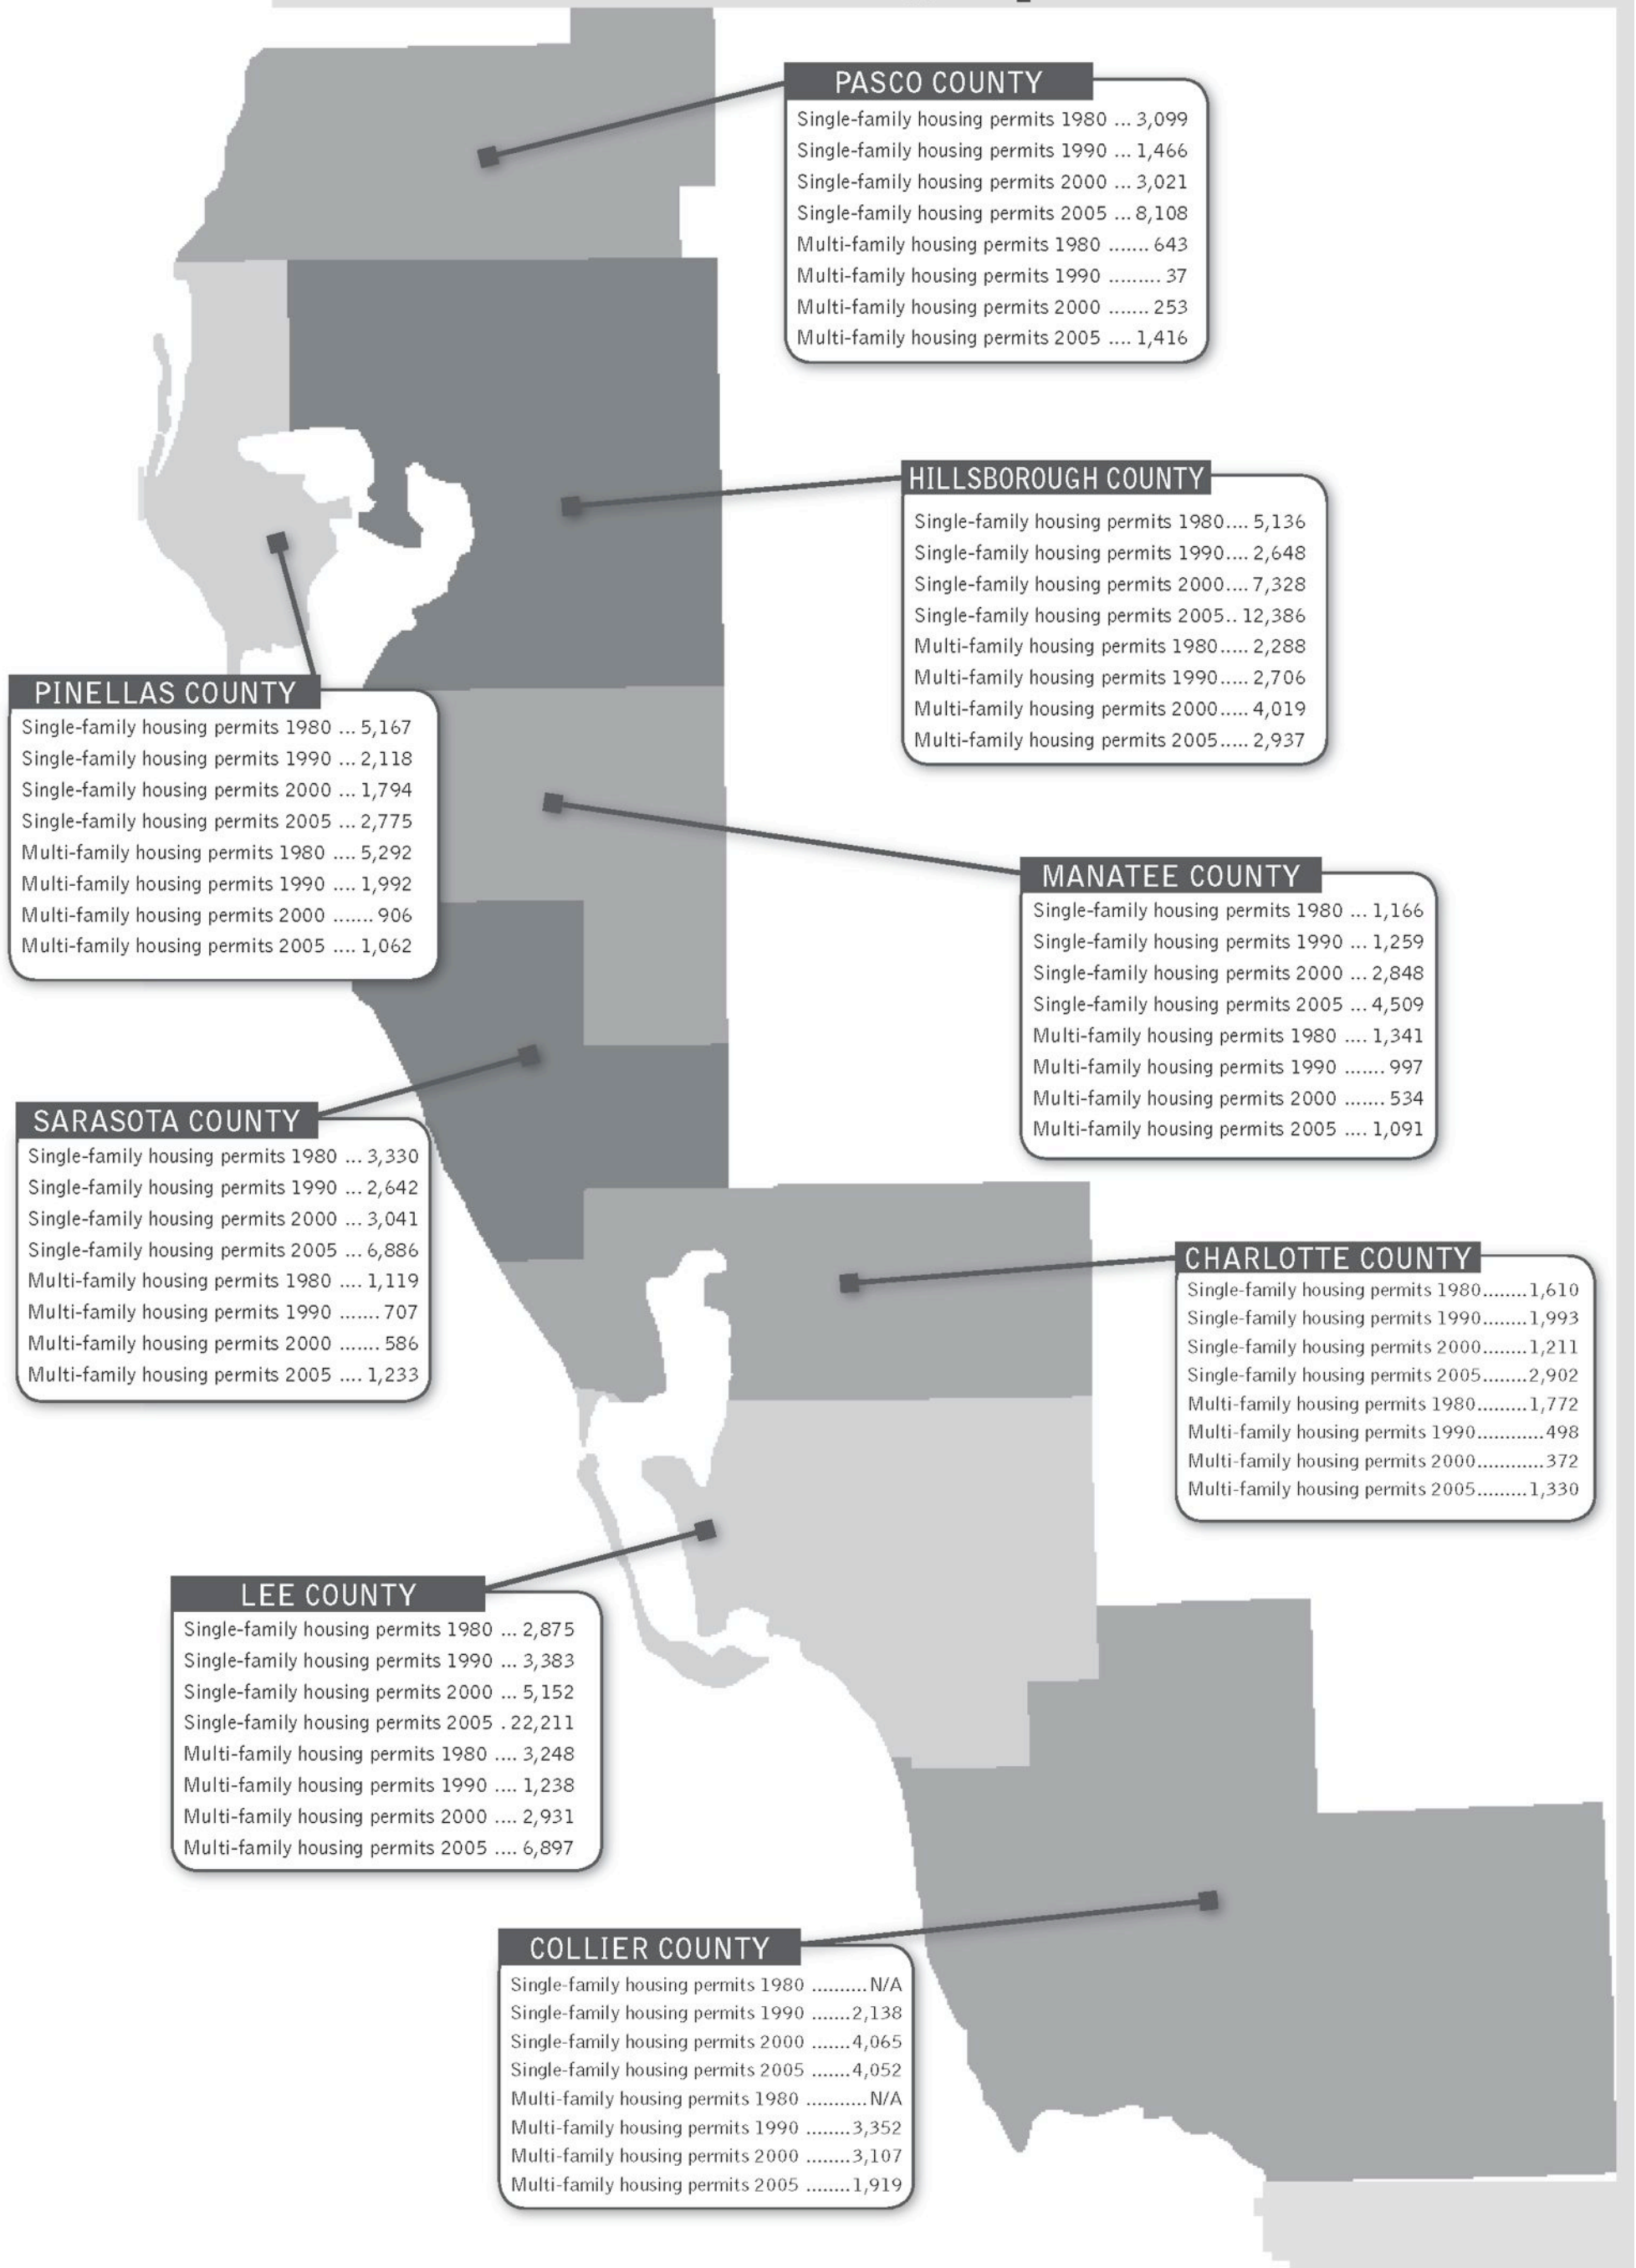 PASCO COUNTY
Single-family housing permits 1980 ... 3,099
Single-family housing permits 1990 ... 1,466
Single-family housing permits 2000 ... 3,021
Single-family housing permits 2005 ... 8,108
Multi-family housing permits 1980 ....... 643
Multi-family housing permits 1990 ......... 37
Multi-family housing permits 2000 ....... 253
Multi-family housing permits 2005 .... 1,416
HILLSBOROUGH COUNTY
Single-family housing permits 1980.... 5,136
Single-family housing permits 1990.... 2,648
Single-family housing permits 2000.... 7,328
Single-family housing permits 2005.. 12,386
Multi-family housing permits 1980..... 2,288
Multi-family housing permits 1990..... 2,706
Multi-family housing permits 2000..... 4,019
Multi-family housing permits 2005..... 2,937
PINELLAS COUNTY
Single-family housing permits 1980 ... 5,167
Single-family housing permits 1990 ... 2,118
Single-family housing permits 2000 ... 1,794
Single-family housing permits 2005 ... 2,775
Multi-family housing permits 1980 .... 5,292
Multi-family housing permits 1990 .... 1,992
Multi-family housing permits 2000 ....... 906
Multi-family housing permits 2005 .... 1,062
MANATEE COUNTY
Single-family housing permits 1980 ... 1,166
Single-family housing permits 1990 ... 1,259
Single-family housing permits 2000 ... 2,848
Single-family housing permits 2005 ... 4,509
Multi-family housing permits 1980 .... 1,341
Multi-family housing permits 1990 ....... 997
Multi-family housing permits 2000 ....... 534
Multi-family housing permits 2005 .... 1,091
SARASOTA COUNTY
Single-family housing permits 1980 ... 3,330
Single-family housing permits 1990 ... 2,642
Single-family housing permits 2000 ... 3,041
Single-family housing permits 2005 ... 6,886
Multi-family housing permits 1980 .... 1,119
Multi-family housing permits 1990 ....... 707
Multi-family housing permits 2000 ....... 586
Multi-family housing permits 2005 .... 1,233
CHARLOTTE COUNTY
Single-family housing permits 1980........1,610
Single-family housing permits 1990........1,993
Single-family housing permits 2000........1,211
Single-family housing permits 2005........2,902
Multi-family housing permits 1980.........1,772
Multi-family housing permits 1990............498
Multi-family housing permits 2000............372
Multi-family housing permits 2005.........1,330
LEE COUNTY
Single-family housing permits 1980 ... 2,875
Single-family housing permits 1990 ... 3,383
Single-family housing permits 2000 ... 5,152
Single-family housing permits 2005 . 22,211
Multi-family housing permits 1980 .... 3,248
Multi-family housing permits 1990 .... 1,238
Multi-family housing permits 2000 .... 2,931
Multi-family housing permits 2005 .... 6,897
COLLIER COUNTY
Single-family housing permits 1980 ..........N/A
Single-family housing permits 1990 .......2,138
Single-family housing permits 2000 .......4,065
Single-family housing permits 2005 .......4,052
Multi-family housing permits 1980 ...........N/A
Multi-family housing permits 1990 ........3,352
Multi-family housing permits 2000 ........3,107
Multi-family housing permits 2005 ........1,919